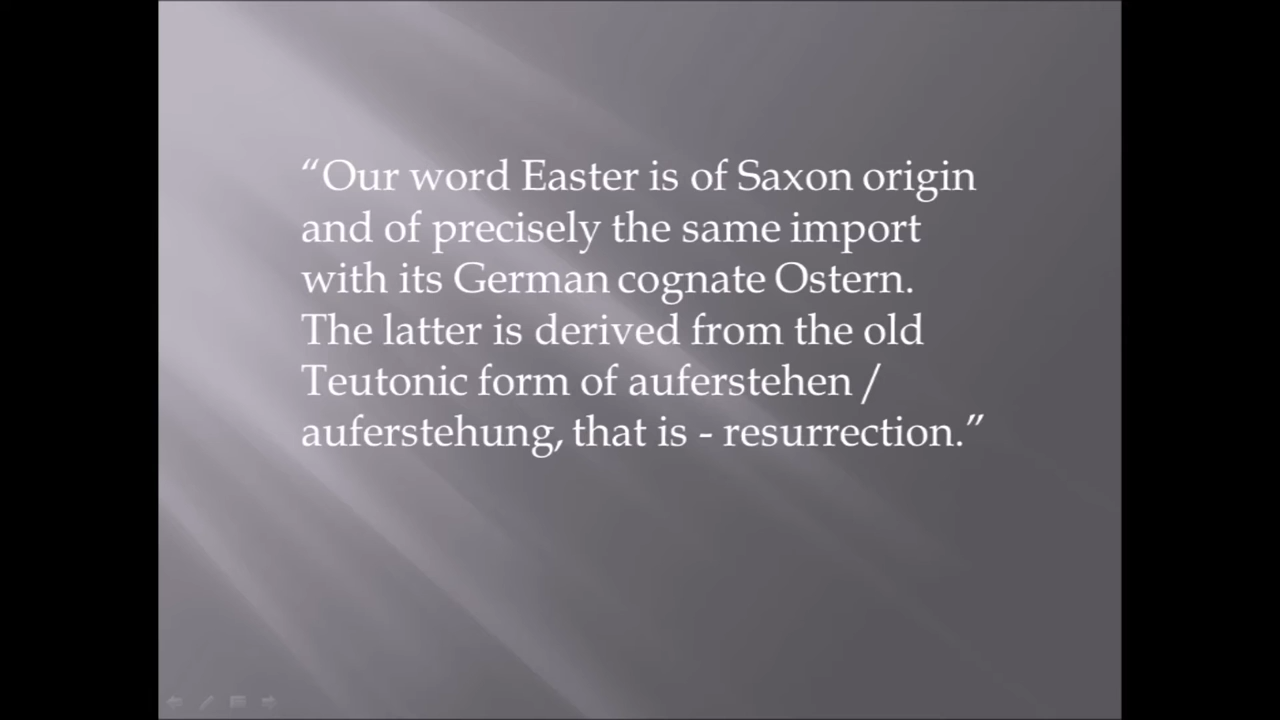 “Our word Easter is of Saxon origin
and of precisely the same import
with its German cognate Ostern.
The latter is derived from the old
Teutonic form of auferstehen /
auferstehung, that is - resurrection.”